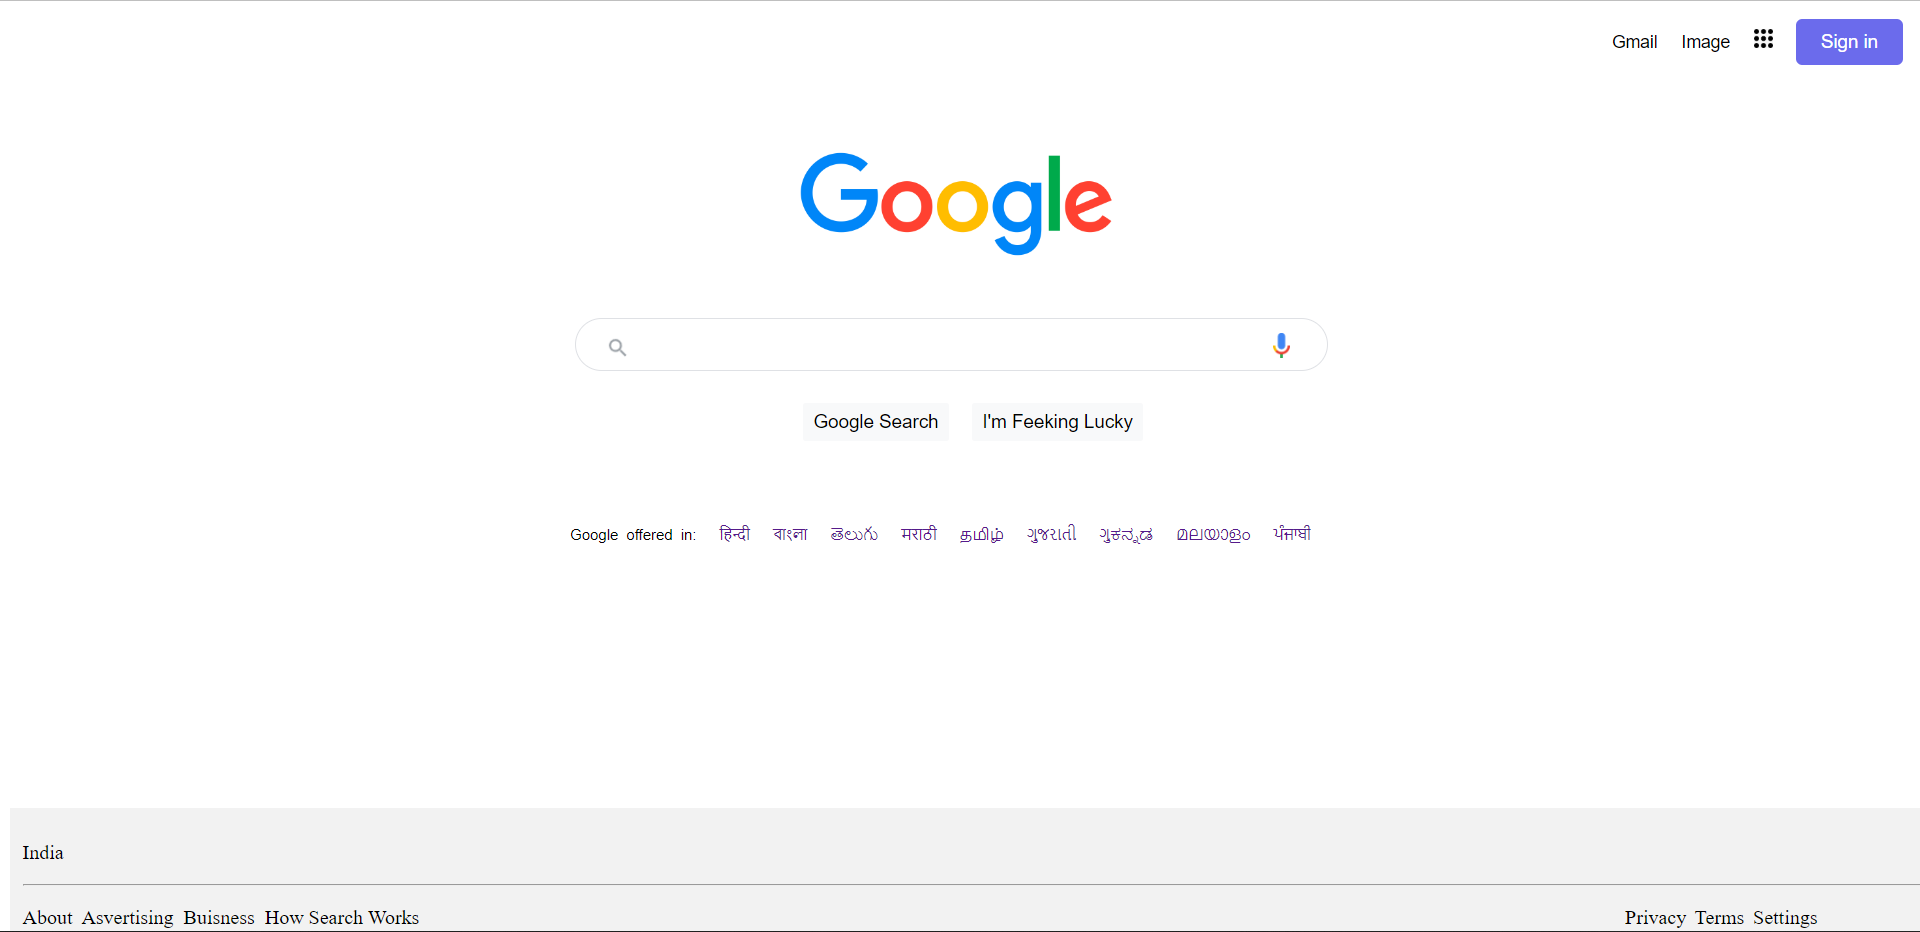 Gmail Image Sign in
Google
Google Search I'm Feeking Lucky
Google offered in: हिन्दी বাংলা తెలుగు मराठी தமிழ் ગુજરાતી ગુಕನ್ನಡ മലയാളം ਪੰਜਾਬੀ
India
About Asvertising Buisness How Search Works Privacy Terms Settings